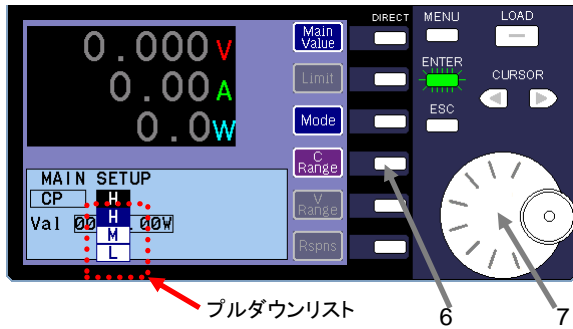 DIRECT
MENU
LOAD
0.000V
Main
Value
ENTER
0.00A
Limit
CURSOR
0.0W
Mode
ESC
C
Range
MAIN SETUP
CP
H
V
Range
Val 00 .00W
H
M
L
Rspns
プルダウンリスト
6
7